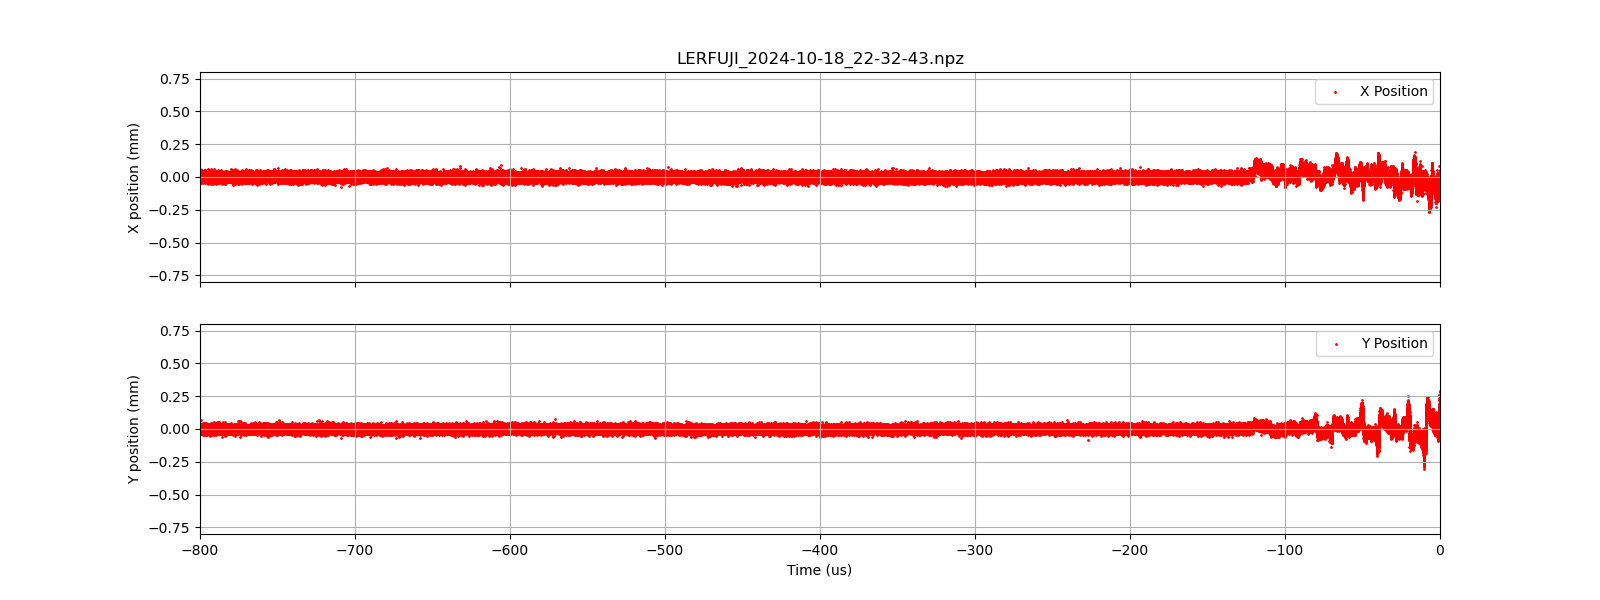 LERFUJI_2024-10-18_22-32-43.npz
0.75
0.50
0.25
0.00
−0.25
−0.50
−0.75
X position (mm)
X Position
0.75
0.50
0.25
0.00
−0.25
−0.50
−0.75
Y position (mm)
Y Position
−800 −700 −600 −500 −400 −300 −200 −100 0
Time (us)